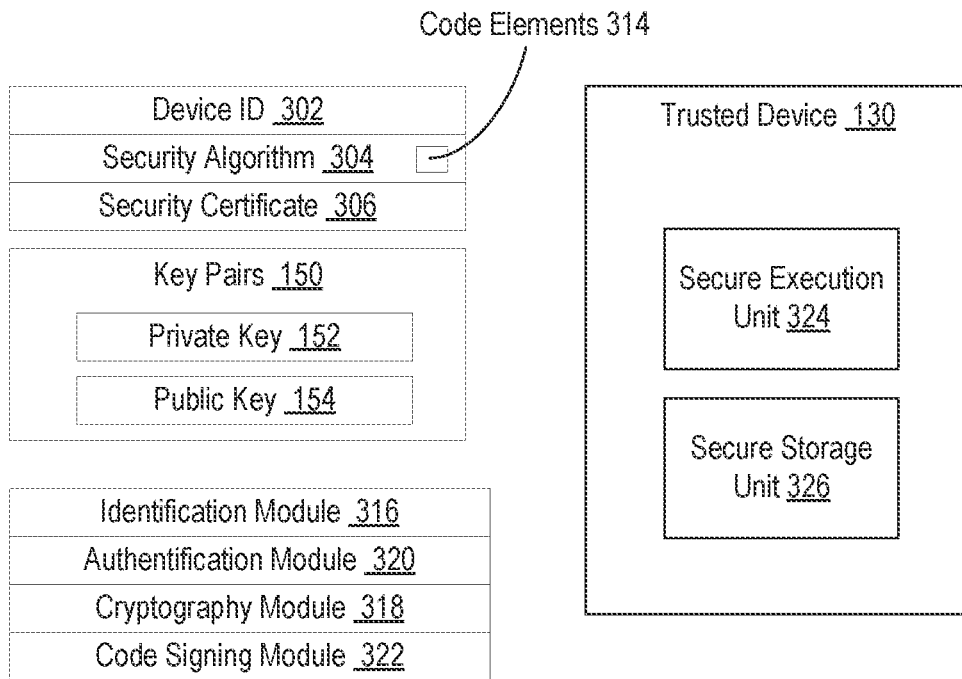 Code Elements 314
Device ID 302
Security Algorithm 304
Security Certificate 306
Key Pairs 150
Private Key 152
Public Key 154
Identification Module 316
Authentification Module 320
Cryptography Module 318
Code Signing Module 322
Trusted Device 130
Secure Execution
Unit 324
Secure Storage
Unit 326